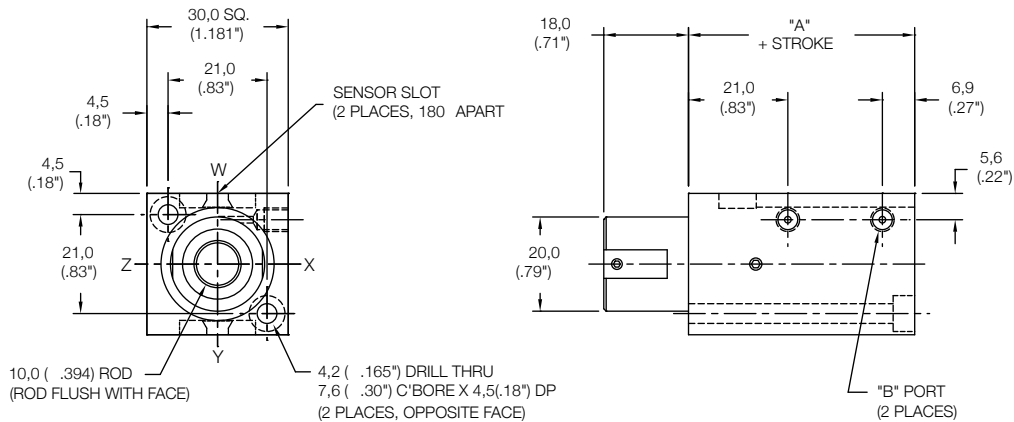 30,0 SQ.
(1.181")
21,0
(.83")
4,5
(.18")
SENSOR SLOT
(2 PLACES, 180 APART
4,5
(.18")
W
21,0
(.83")
Z
X
Y
10,0 ( .394) ROD
(ROD FLUSH WITH FACE)
4,2 ( .165") DRILL THRU
7,6 ( .30") C'BORE X 4,5(.18") DP
(2 PLACES, OPPOSITE FACE)
18,0
(.71")
"A"
+ STROKE
21,0
(.83")
6,9
(.27")
5,6
(.22")
20,0
(.79")
"B" PORT
(2 PLACES)